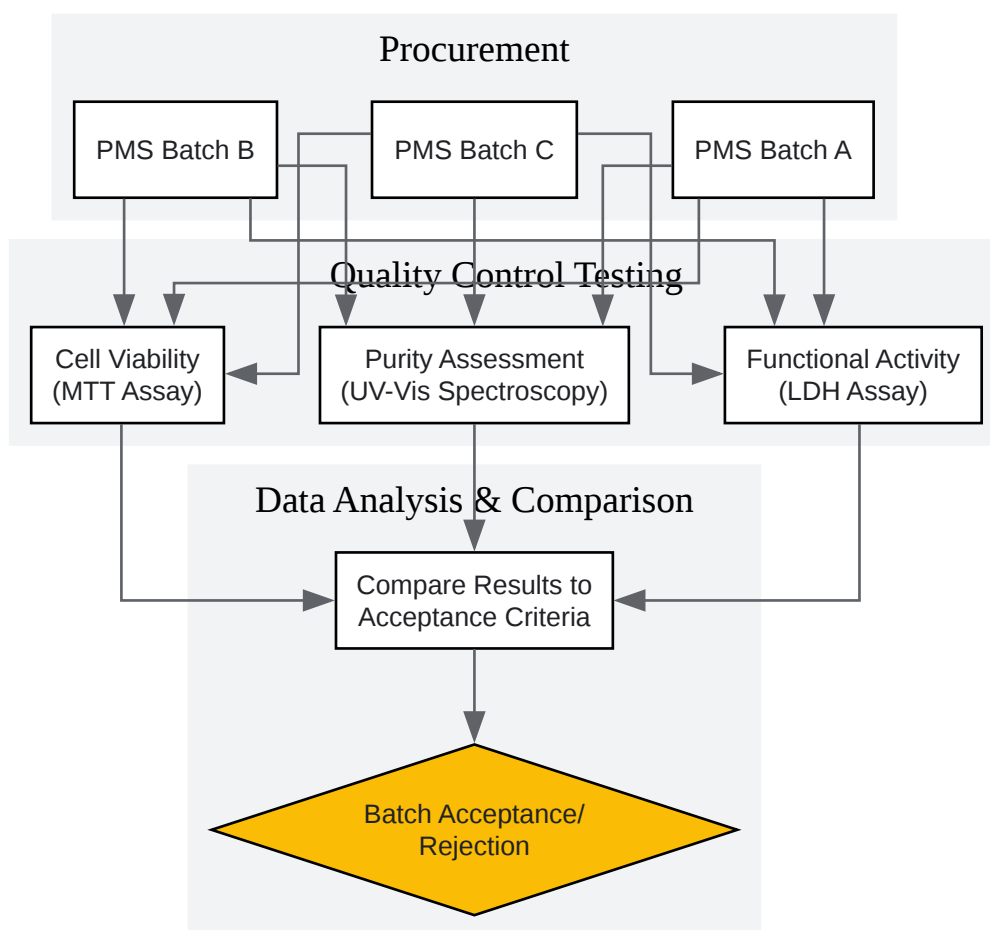 Procurement
PMS Batch B
PMS Batch C
PMS Batch A
Quality Control Testing
Cell Viability
(MTT Assay)
Purity Assessment
(UV-Vis Spectroscopy)
Functional Activity
(LDH Assay)
Data Analysis & Comparison
Compare Results to
Acceptance Criteria
Batch Acceptance/
Rejection